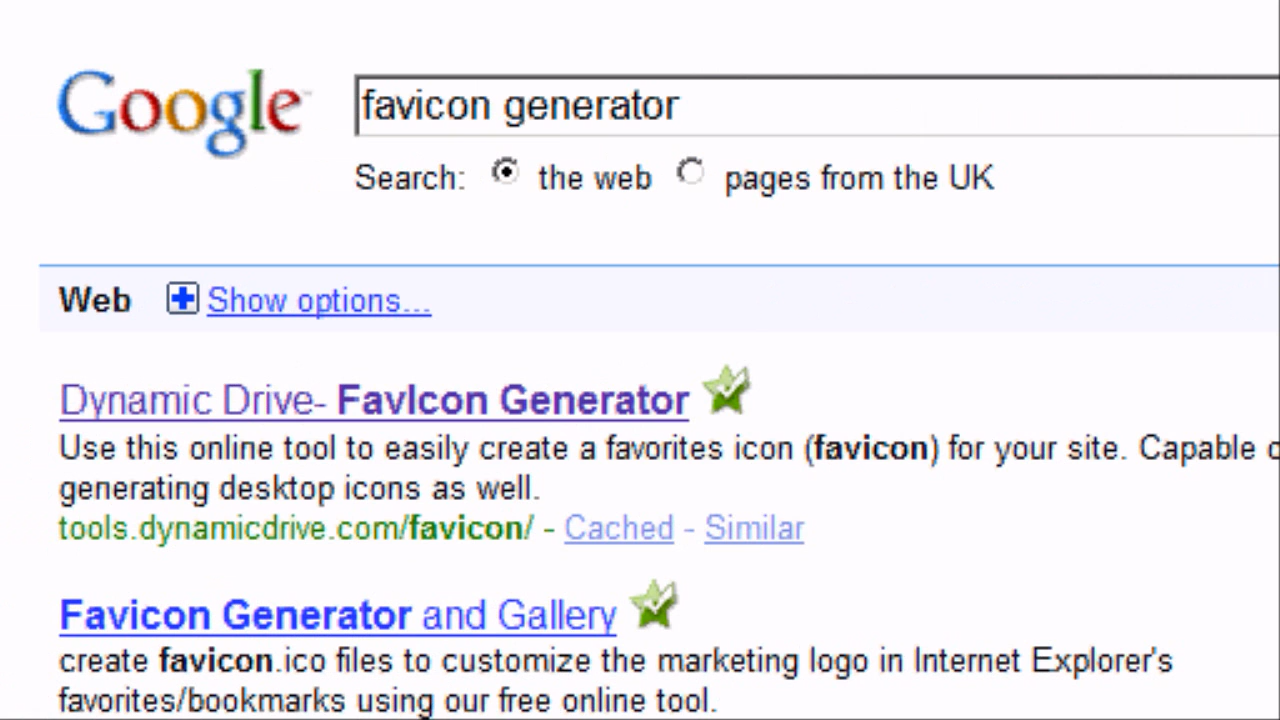 Google
favicon generator
Search: the web pages from the UK
Web Show options...
Dynamic Drive- FavIcon Generator
Use this online tool to easily create a favorites icon (favicon) for your site. Capable
generating desktop icons as well.
tools.dynamicdrive.com/favicon/ - Cached - Similar
Favicon Generator and Gallery
create favicon.ico files to customize the marketing logo in Internet Explorer's
favorites/bookmarks using our free online tool.